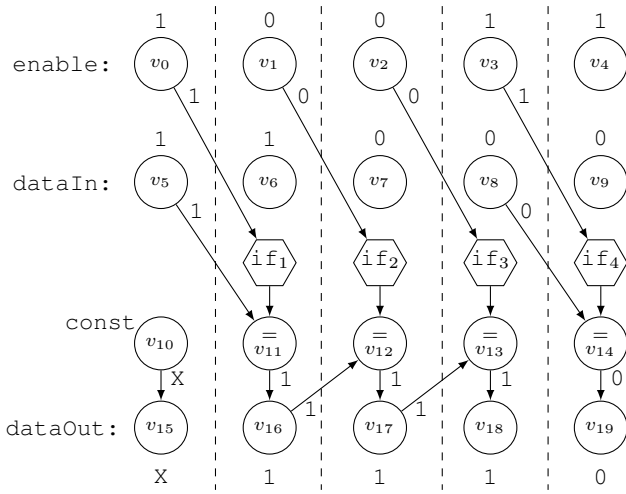 1 0 0 1 1
enable: v0 v1 v2 v3 v4
1 0 0 1
1 1 0 0 0
dataIn: v5 v6 v7 v8 v9
1 0
if1 if2 if3 if4
const
v10 = v11 = v12 = v13 = v14
X 1 1 1 0
1 1
dataOut: v15 v16 v17 v18 v19
X 1 1 1 0